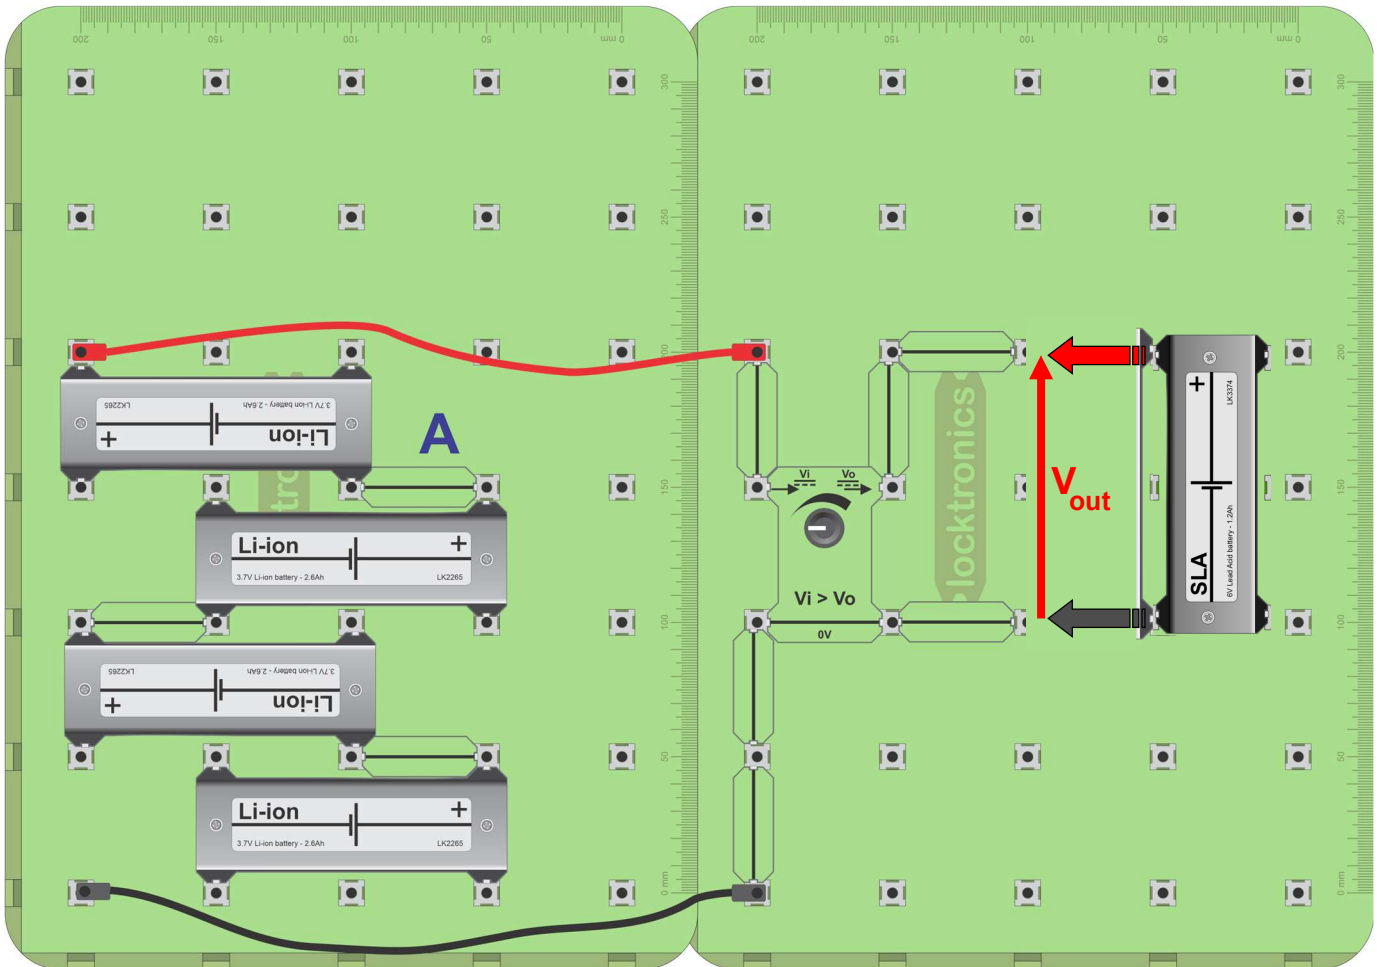 200 150 100 50 0 mm
200 150 100 50 0 mm
300
300
250
250
200
200
3.7V Li-ion battery - 2.6Ah
LK2265
+
Li-ion
A
tro
150
150
Li-ion
+
3.7V Li-ion battery - 2.6Ah
LK2265
100
100
3.7V Li-ion battery - 2.6Ah
LK2265
+
Li-ion
50
50
Li-ion
+
3.7V Li-ion battery - 2.6Ah
LK2265
0 mm
0 mm
Vi Vo
Vi > Vo
0V
locktronics
Vout
+
LK3374
SLA
6V Lead Acid battery - 1.2Ah